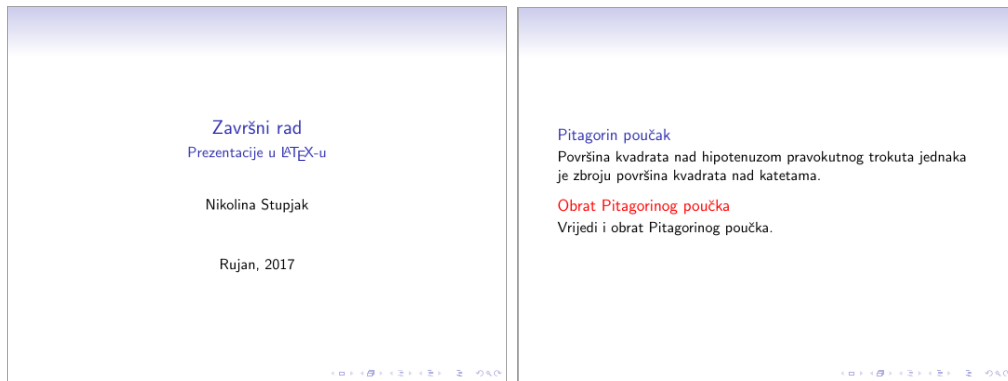 Završni rad
Prezentacije u LATEX-u
Nikolina Stupjak
Rujan, 2017
Pitagorin poučak
Površina kvadrata nad hipotenuzom pravokutnog trokuta jednaka
je zbroju površina kvadrata nad katetama.
Obrat Pitagorinog poučka
Vrijedi i obrat Pitagorinog poučka.